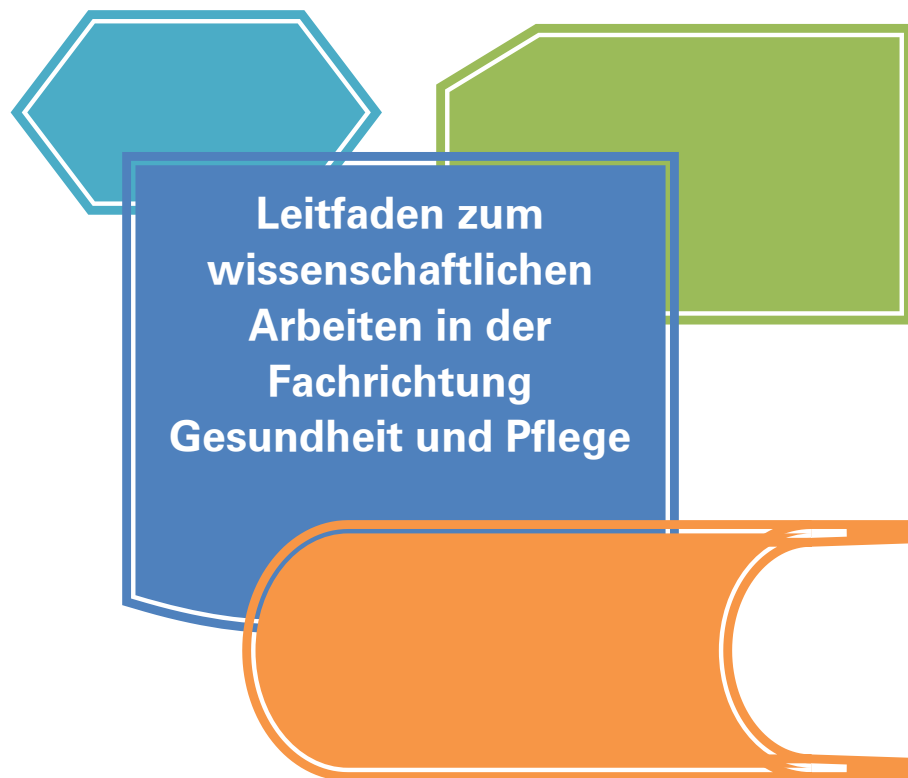 Leitfaden zum
wissenschaftlichen
Arbeiten in der
Fachrichtung
Gesundheit und Pflege